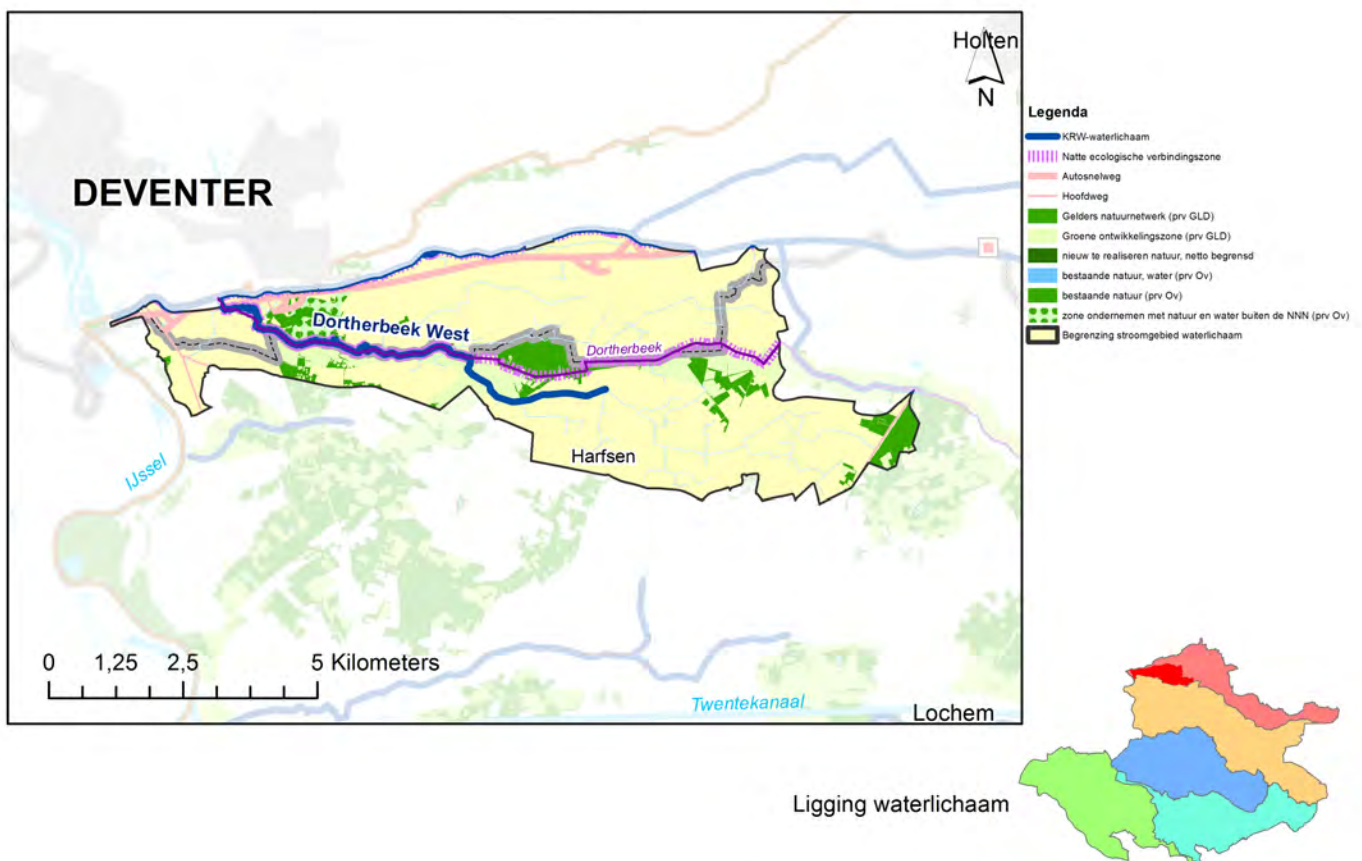 Holten
N
DEVENTER
Dortherbeek West
Dortherbeek
Harfsen
IJssel
0 1,25 2,5 5 Kilometers
Twentekanaal
Lochem
Legenda
KRW-waterlichaam
Natte ecologische verbindingszone
Autosnelweg
Hoofdweg
Gelders natuurnetwerk (prv GLD)
Groene ontwikkelingszone (prv GLD)
nieuw te realiseren natuur, netto begrensd
bestaande natuur, water (prv Ov)
bestaande natuur (prv Ov)
zone ondernemen met natuur en water buiten de NNN (prv Ov)
Begrenzing stroomgebied waterlichaam
Ligging waterlichaam